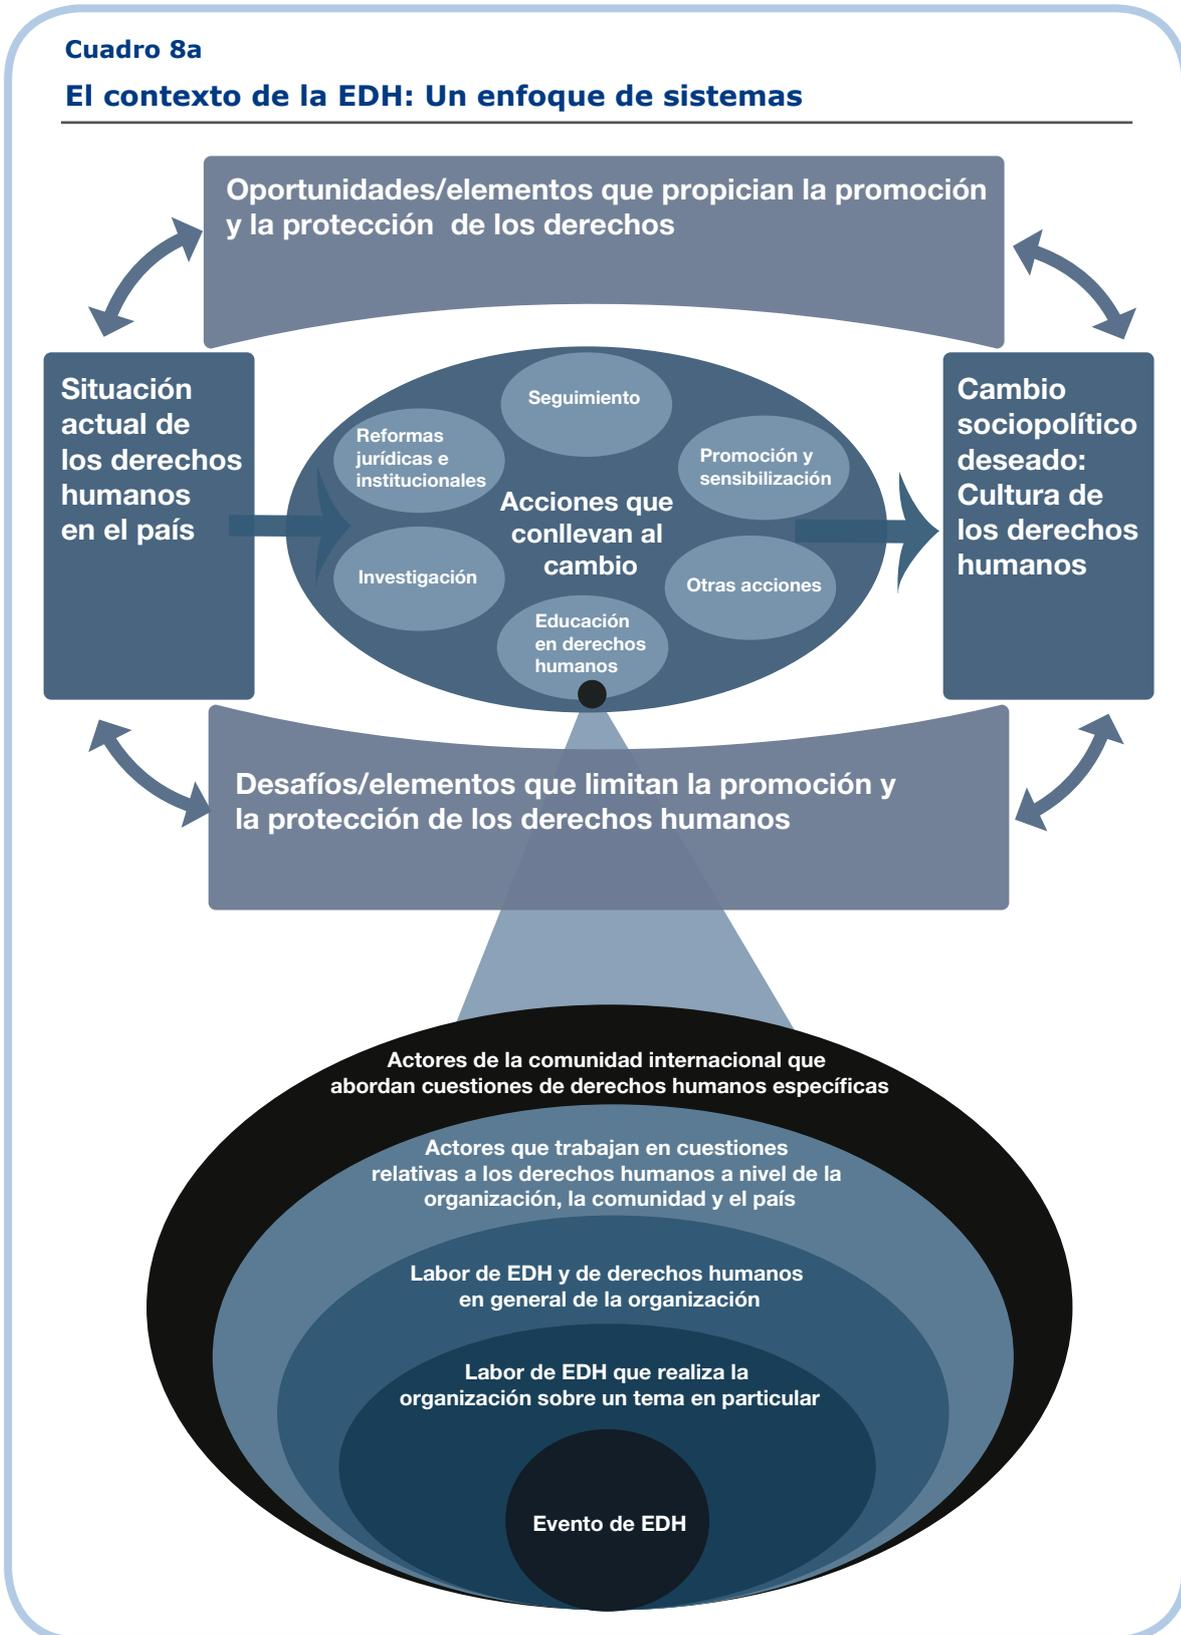 Cuadro 8a
El contexto de la EDH: Un enfoque de sistemas
Oportunidades/elementos que propician la promoción
y la protección de los derechos
Situación
actual de
los derechos
humanos
en el país
Seguimiento
Reformas
jurídicas e
institucionales
Promoción y
sensibilización
Acciones que
conllevan al
cambio
Investigación
Otras acciones
Educación
en derechos
humanos
Cambio
sociopolítico
deseado:
Cultura de
los derechos
humanos
Desafíos/elementos que limitan la promoción y
la protección de los derechos humanos
Actores de la comunidad internacional que
abordan cuestiones de derechos humanos específicas
Actores que trabajan en cuestiones
relativas a los derechos humanos a nivel de la
organización, la comunidad y el país
Labor de EDH y de derechos humanos
en general de la organización
Labor de EDH que realiza la
organización sobre un tema en particular
Evento de EDH